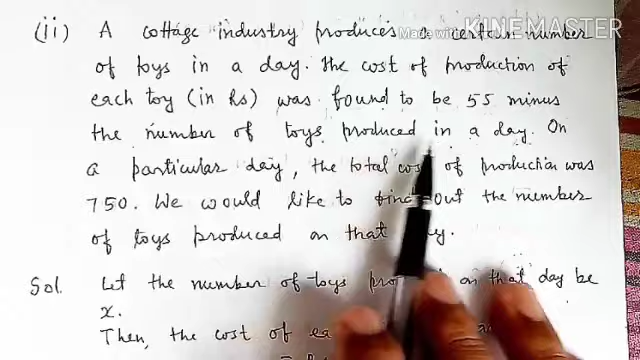 Made with KINEMASTER
(ii) A cottage industry produces a certain number
of toys in a day. The cost of production of
each toy (in Rs) was found to be 55 minus
the number of toys produced in a day. On
a particular day, the total cost of production was
750. We would like to find out the number
of toys produced on that day.
Sol. Let the number of toys on that day be
x.
Then, the cost of